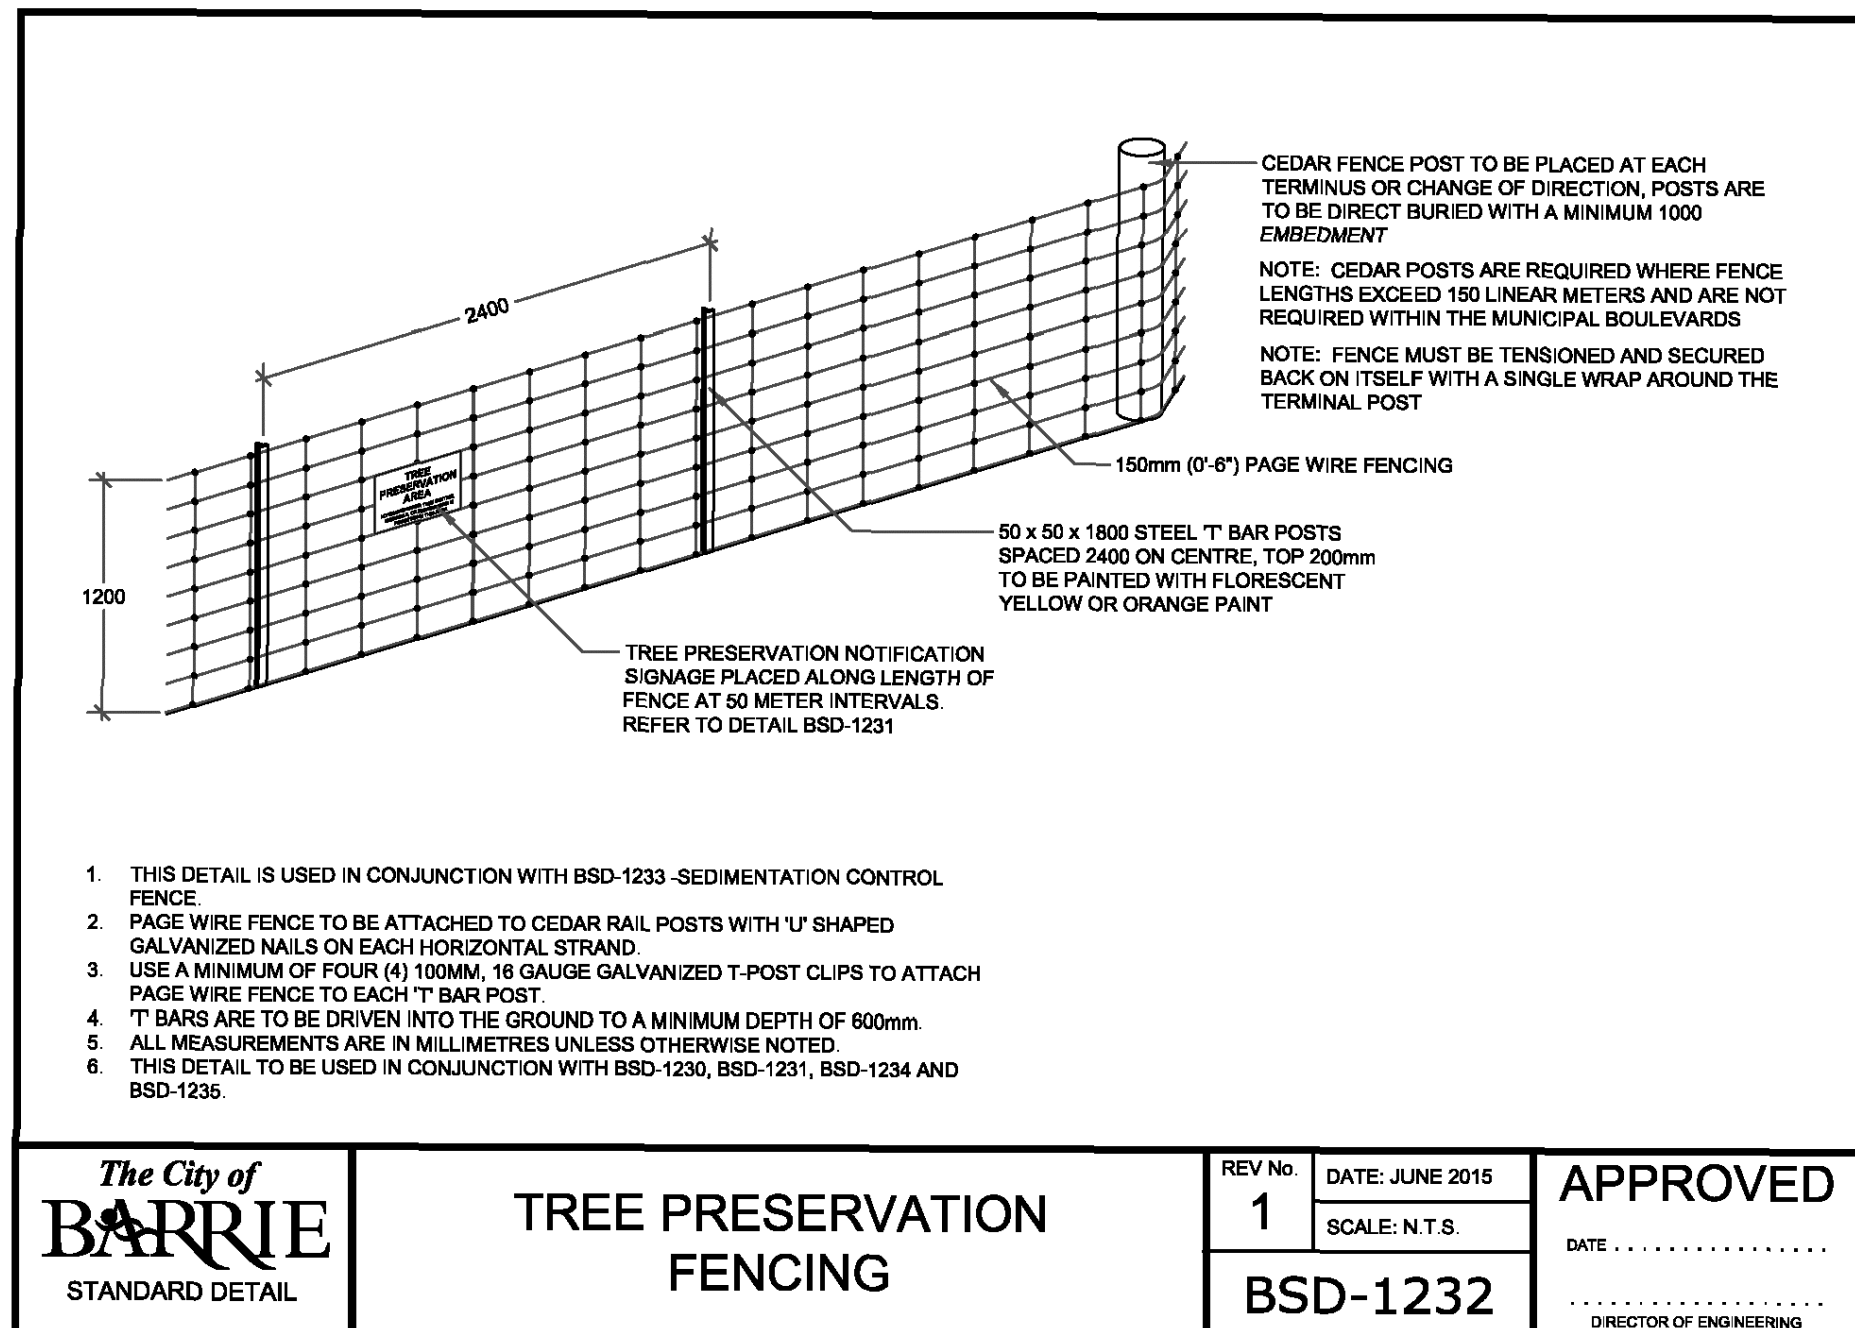 CEDAR FENCE POST TO BE PLACED AT EACH
TERMINUS OR CHANGE OF DIRECTION, POSTS ARE
TO BE DIRECT BURIED WITH A MINIMUM 1000
EMBEDMENT
NOTE: CEDAR POSTS ARE REQUIRED WHERE FENCE
LENGTHS EXCEED 150 LINEAR METERS AND ARE NOT
REQUIRED WITHIN THE MUNICIPAL BOULEVARDS
NOTE: FENCE MUST BE TENSIONED AND SECURED
BACK ON ITSELF WITH A SINGLE WRAP AROUND THE
TERMINAL POST
2400
150mm (0'-6") PAGE WIRE FENCING
TREE
PRESERVATION
AREA
50 x 50 x 1800 STEEL 'T' BAR POSTS
SPACED 2400 ON CENTRE, TOP 200mm
TO BE PAINTED WITH FLORESCENT
YELLOW OR ORANGE PAINT
1200
TREE PRESERVATION NOTIFICATION
SIGNAGE PLACED ALONG LENGTH OF
FENCE AT 50 METER INTERVALS.
REFER TO DETAIL BSD-1231
1. THIS DETAIL IS USED IN CONJUNCTION WITH BSD-1233 -SEDIMENTATION CONTROL
FENCE.
2. PAGE WIRE FENCE TO BE ATTACHED TO CEDAR RAIL POSTS WITH 'U' SHAPED
GALVANIZED NAILS ON EACH HORIZONTAL STRAND.
3. USE A MINIMUM OF FOUR (4) 100MM, 16 GAUGE GALVANIZED T-POST CLIPS TO ATTACH
PAGE WIRE FENCE TO EACH 'T' BAR POST.
4. 'T' BARS ARE TO BE DRIVEN INTO THE GROUND TO A MINIMUM DEPTH OF 600mm.
5. ALL MEASUREMENTS ARE IN MILLIMETRES UNLESS OTHERWISE NOTED.
6. THIS DETAIL TO BE USED IN CONJUNCTION WITH BSD-1230, BSD-1231, BSD-1234 AND
BSD-1235.
The City of
BARRIE
STANDARD DETAIL
TREE PRESERVATION
FENCING
REV No.
1
DATE: JUNE 2015
SCALE: N.T.S.
BSD-1232
APPROVED
DATE . . . . . . . . . . . . . . . .
. . . . . . . . . . . . . . . . . . .
DIRECTOR OF ENGINEERING